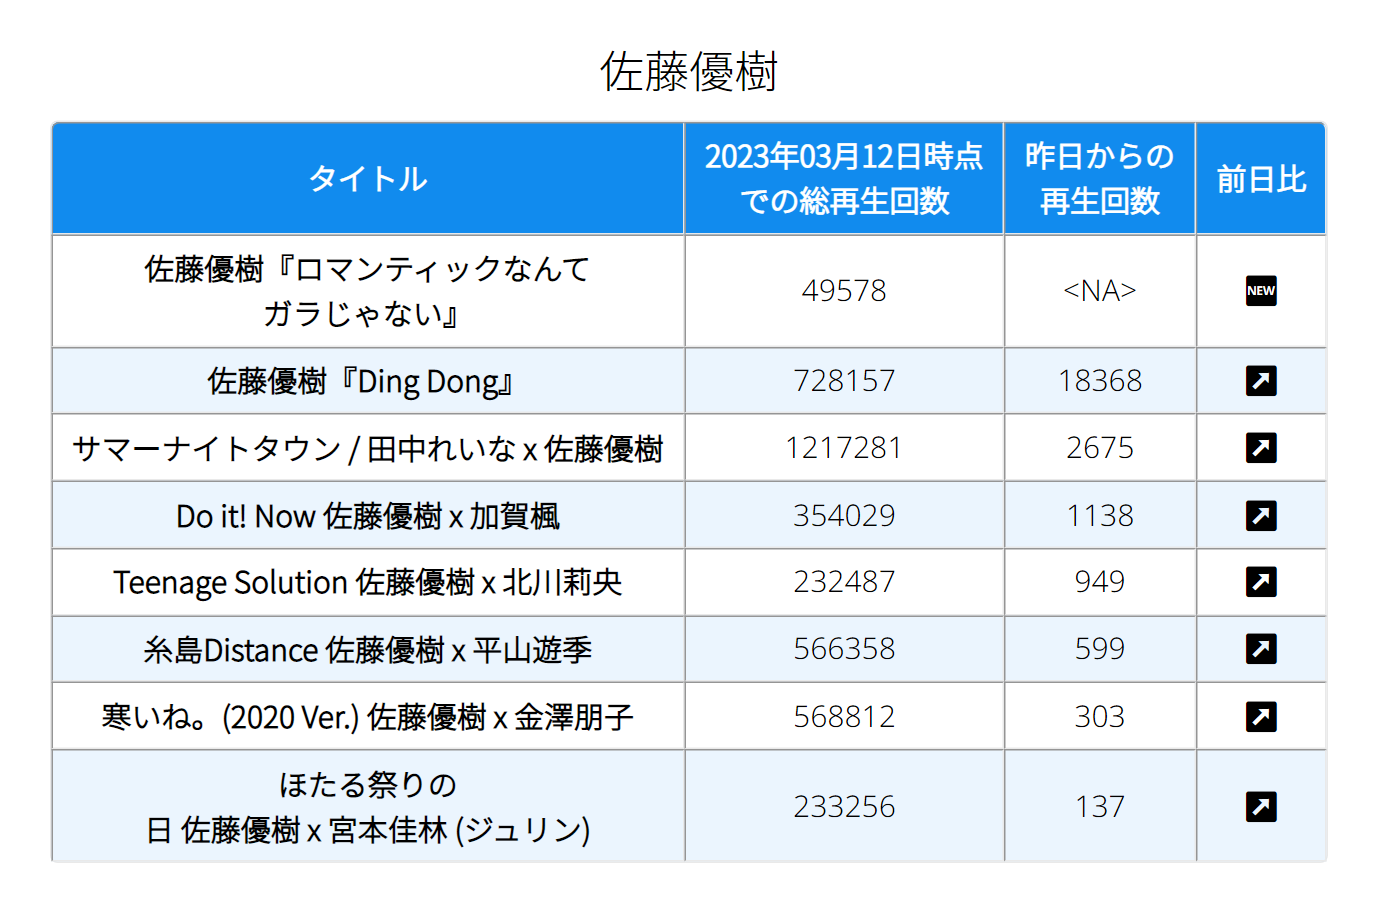 佐藤優樹
タイトル
2023年03月12日時点
での総再生回数
昨日からの
再生回数
前日比
佐藤優樹『ロマンティックなんて
ガラじゃない』
49578
<NA>
NEW
佐藤優樹『Ding Dong』
728157
18368
サマーナイトタウン / 田中れいな x 佐藤優樹
1217281
2675
Do it! Now 佐藤優樹 x 加賀楓
354029
1138
Teenage Solution 佐藤優樹 x 北川莉央
232487
949
糸島Distance 佐藤優樹 x 平山遊季
566358
599
寒いね。(2020 Ver.) 佐藤優樹 x 金澤朋子
568812
303
ほたる祭りの
日 佐藤優樹 x 宮本佳林 (ジュリン)
233256
137